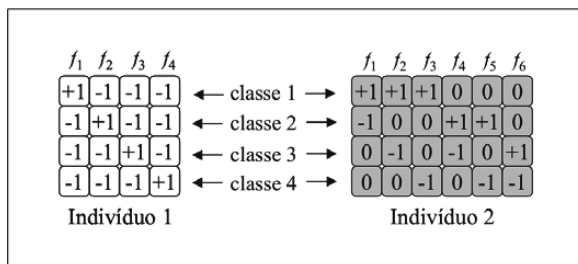 f1 f2 f3 f4 f1 f2 f3 f4 f5 f6
+1 -1 -1 -1 classe 1 +1 +1 +1 0 0 0
-1 +1 -1 -1 classe 2 -1 0 0 +1 +1 0
-1 -1 +1 -1 classe 3 0 -1 0 -1 0 +1
-1 -1 -1 +1 classe 4 0 0 -1 0 -1 -1
Indivíduo 1 Indivíduo 2